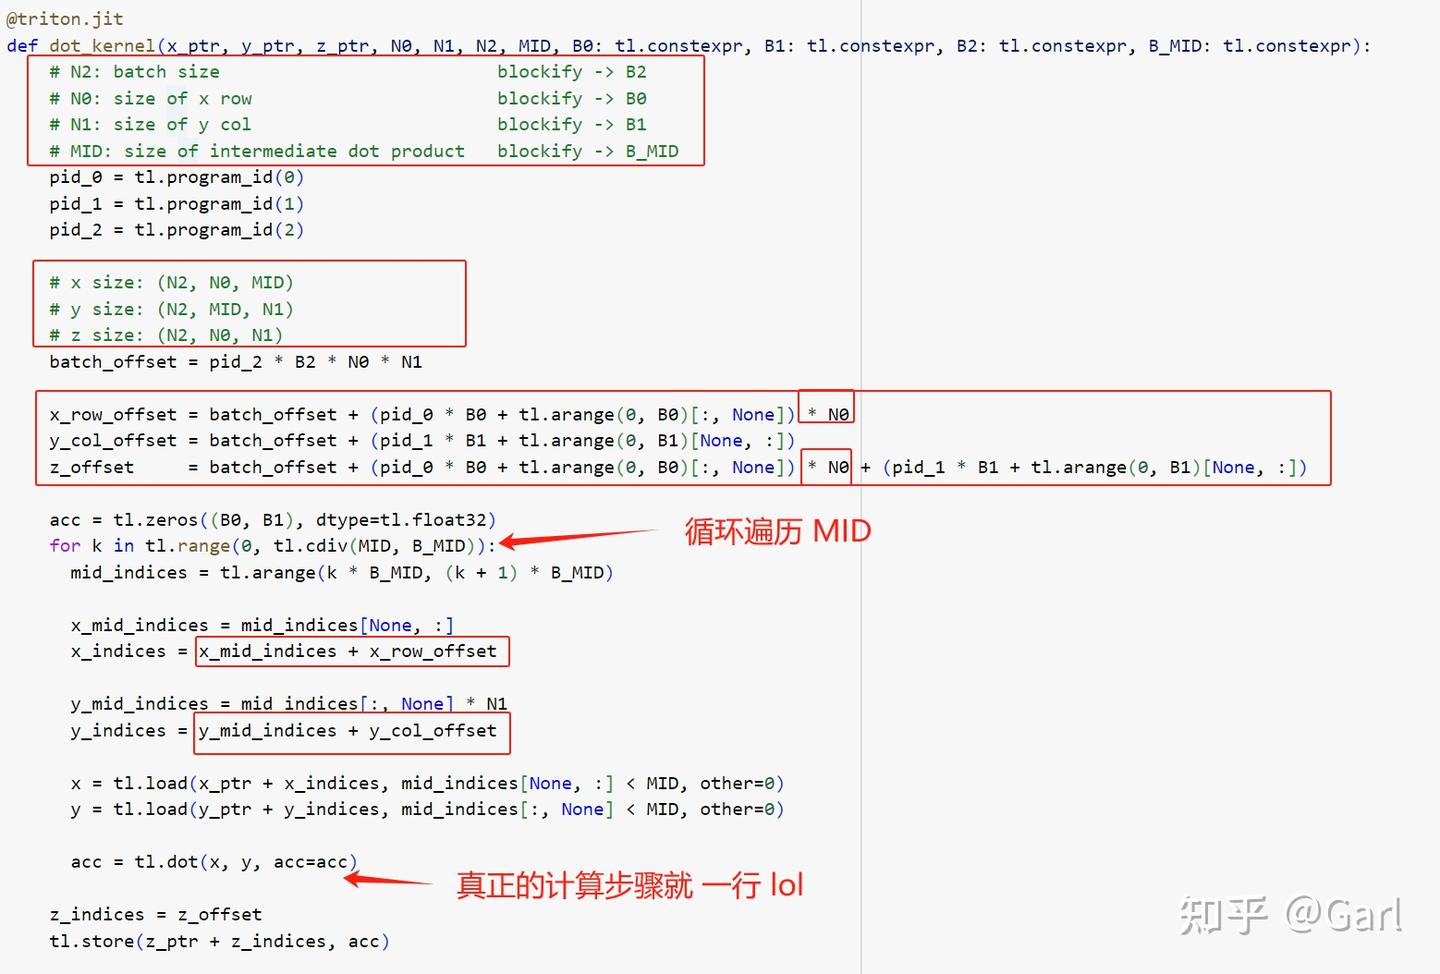 @triton.jit
def dot_kernel(x_ptr, y_ptr, z_ptr, N0, N1, N2, MID, B0: tl.constexpr, B1: tl.constexpr, B2: tl.constexpr, B_MID: tl.constexpr):
# N2: batch size blockify -> B2
# N0: size of x row blockify -> B0
# N1: size of y col blockify -> B1
# MID: size of intermediate dot product blockify -> B_MID
pid_0 = tl.program_id(0)
pid_1 = tl.program_id(1)
pid_2 = tl.program_id(2)
# x size: (N2, N0, MID)
# y size: (N2, MID, N1)
# z size: (N2, N0, N1)
batch_offset = pid_2 * B2 * N0 * N1
x_row_offset = batch_offset + (pid_0 * B0 + tl.arange(0, B0)[:, None]) * N0
y_col_offset = batch_offset + (pid_1 * B1 + tl.arange(0, B1)[None, :])
z_offset = batch_offset + (pid_0 * B0 + tl.arange(0, B0)[:, None]) * N0 + (pid_1 * B1 + tl.arange(0, B1)[None, :])
acc = tl.zeros((B0, B1), dtype=tl.float32)
for k in tl.range(0, tl.cdiv(MID, B_MID)): 循环遍历 MID
mid_indices = tl.arange(k * B_MID, (k + 1) * B_MID)
x_mid_indices = mid_indices[None, :]
x_indices = x_mid_indices + x_row_offset
y_mid_indices = mid_indices[:, None] * N1
y_indices = y_mid_indices + y_col_offset
x = tl.load(x_ptr + x_indices, mid_indices[None, :] < MID, other=0)
y = tl.load(y_ptr + y_indices, mid_indices[:, None] < MID, other=0)
acc = tl.dot(x, y, acc=acc)
真正的计算步骤就 一行 lol
z_indices = z_offset
tl.store(z_ptr + z_indices, acc)
知乎 @Garl